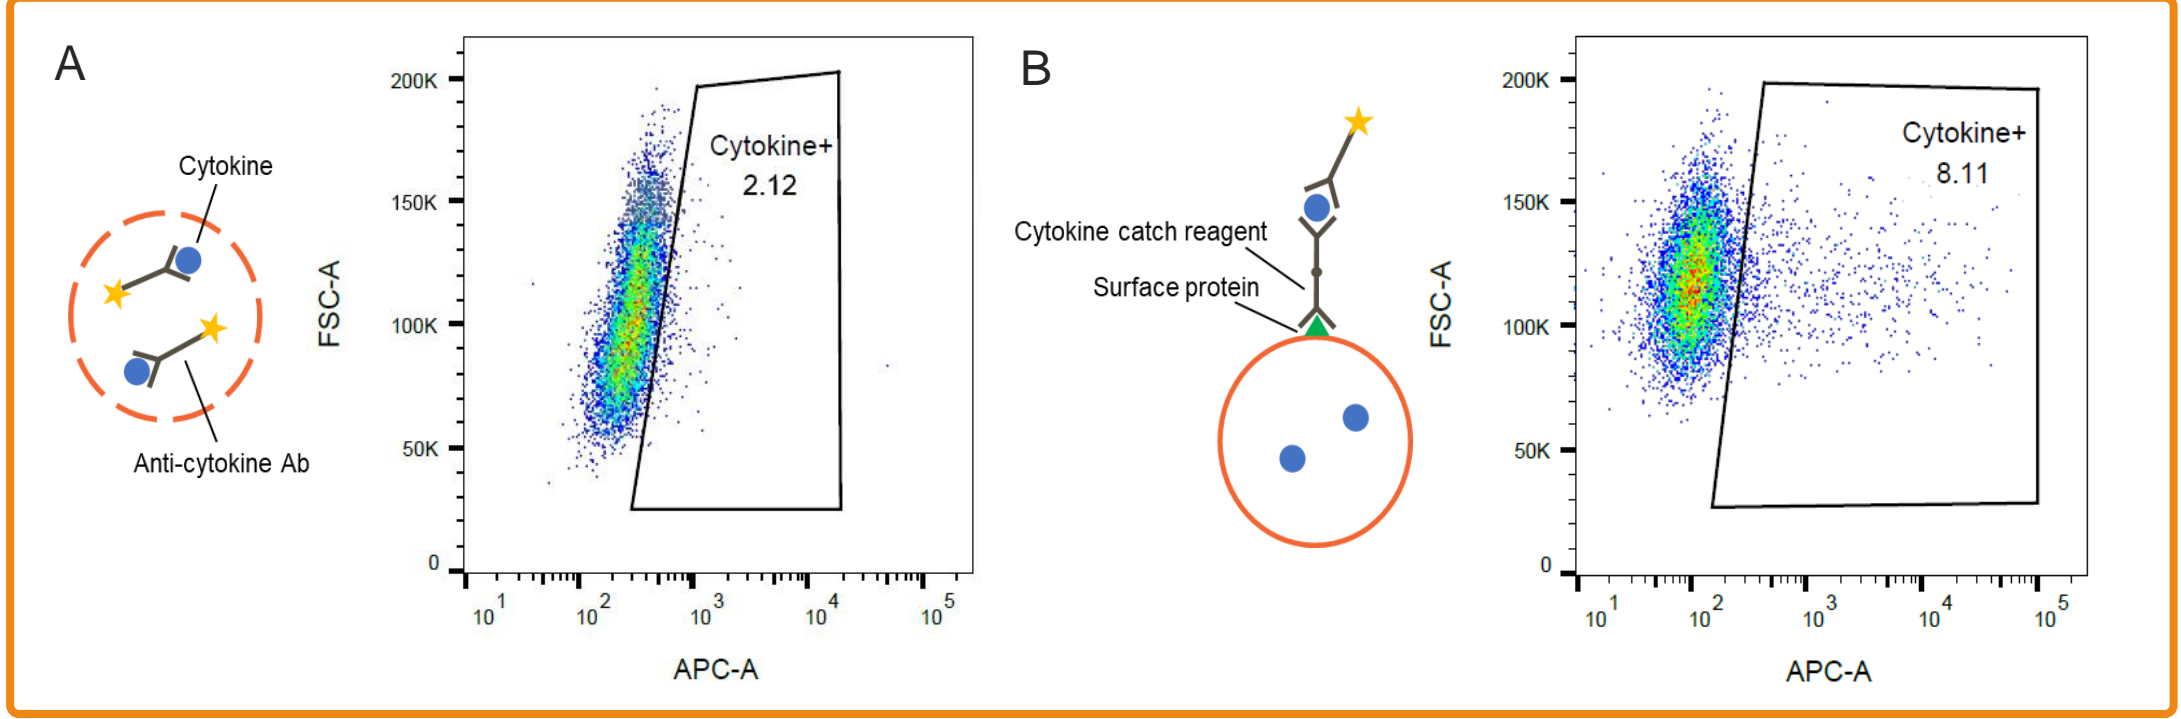 A
Cytokine
Anti-cytokine Ab
FSC-A
200K
150K
100K
50K
0
Cytokine+
2.12
10^1 10^2 10^3 10^4 10^5
APC-A
B
Cytokine catch reagent
Surface protein
FSC-A
200K
150K
100K
50K
0
Cytokine+
8.11
10^1 10^2 10^3 10^4 10^5
APC-A